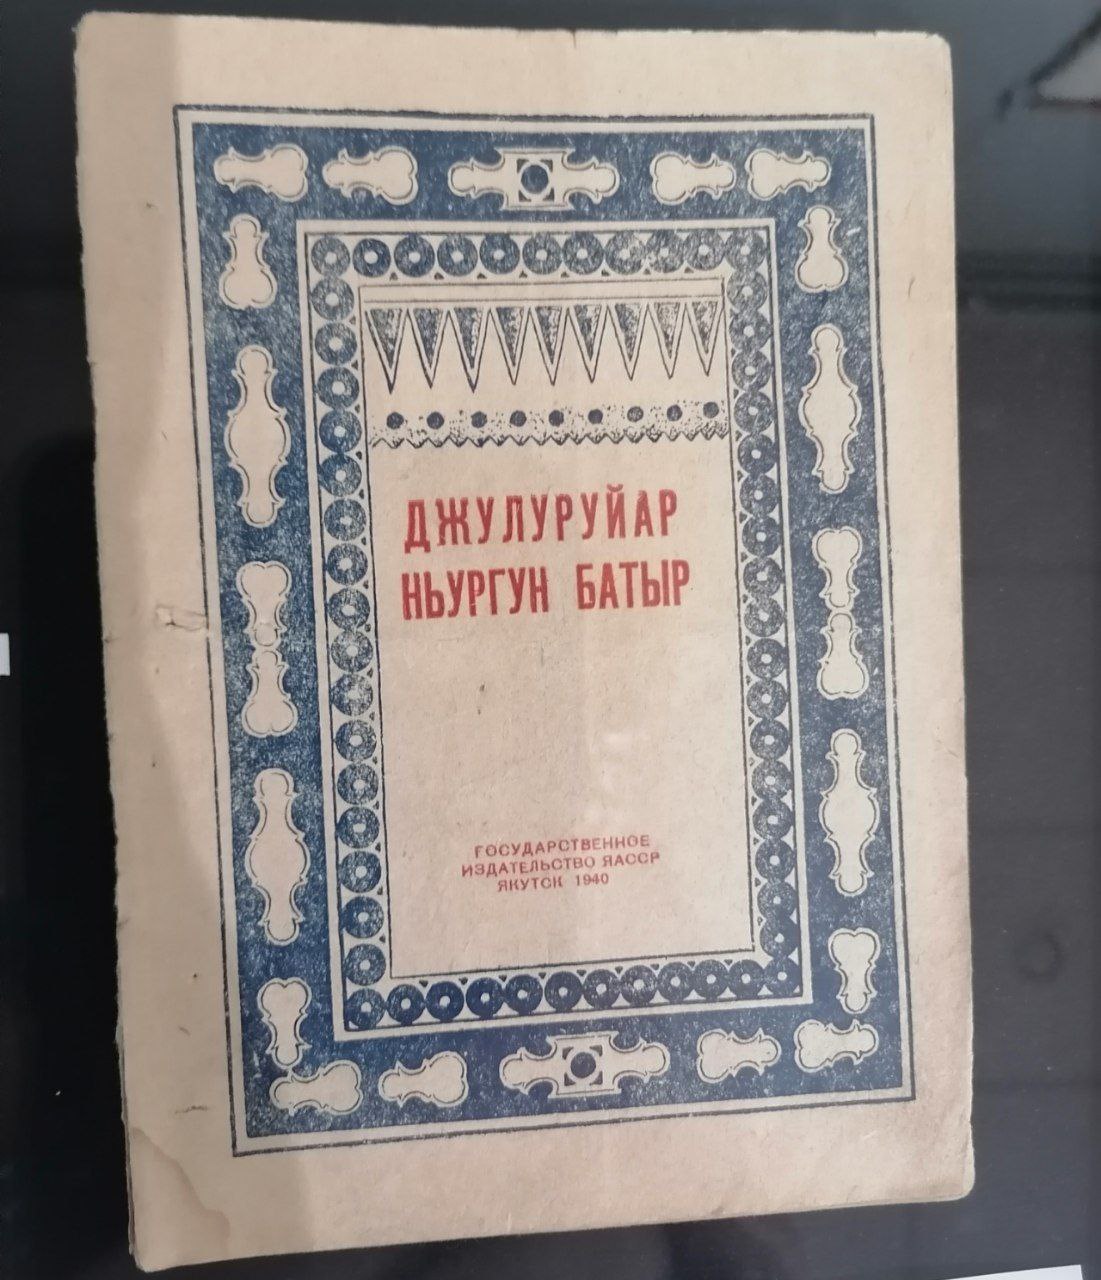 ДЖУЛУРУЙАР
НЬУРГУН БАТЫР
ГОСУДАРСТВЕННОЕ
ИЗДАТЕЛЬСТВО ЯАССР
ЯКУТСК 1940